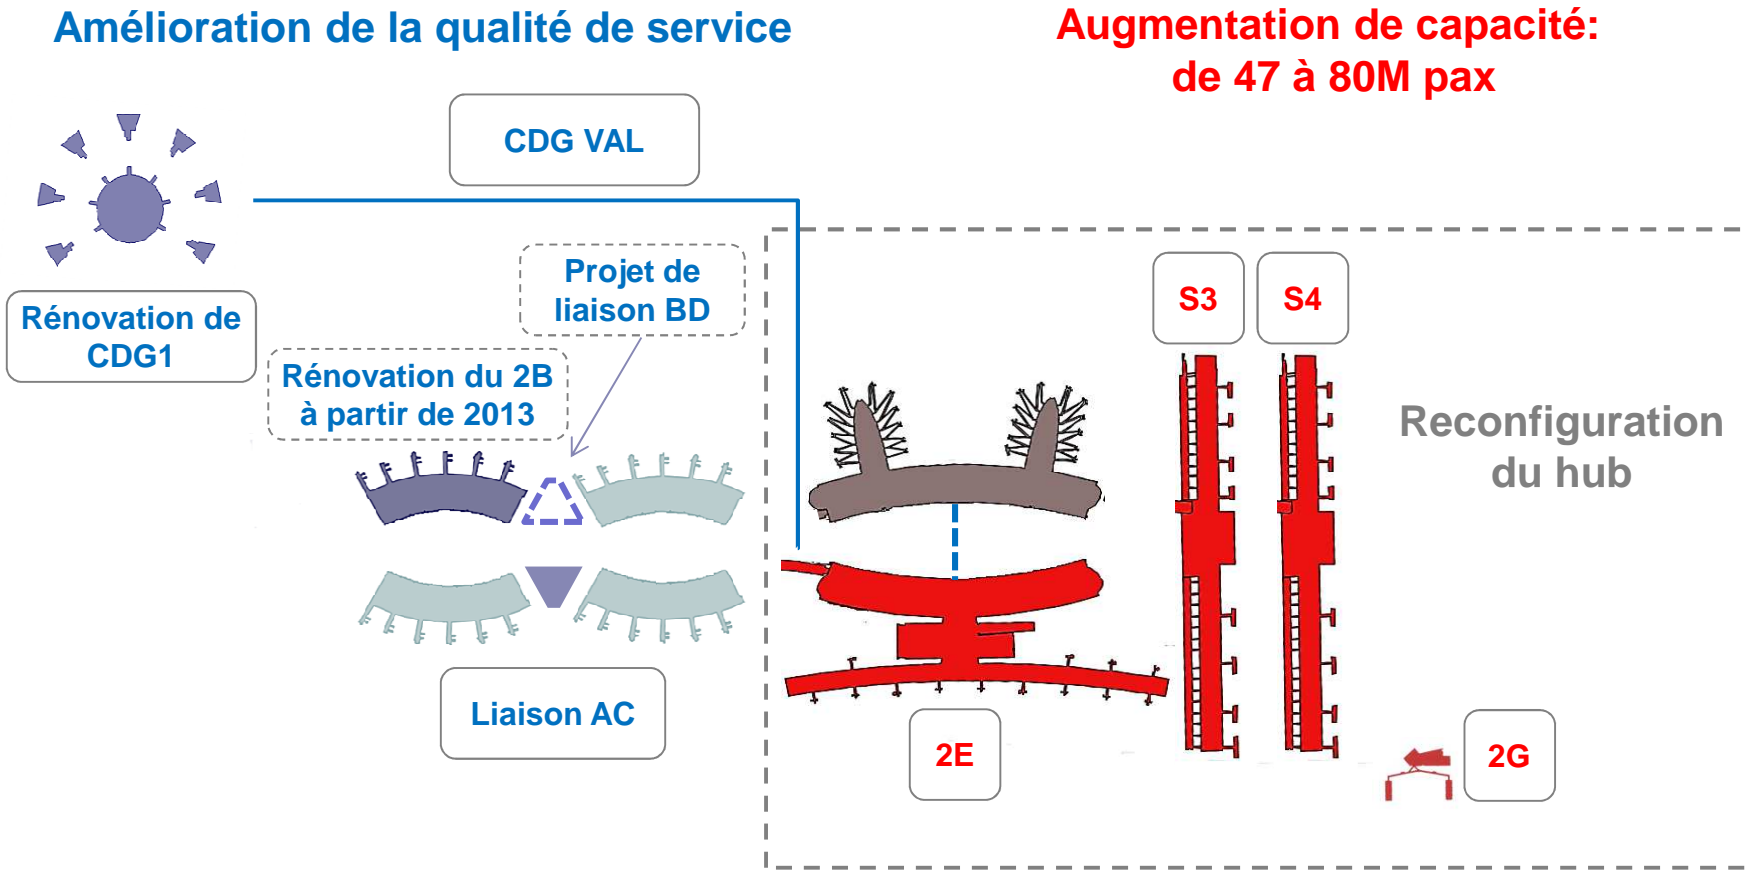 Amélioration de la qualité de service
Augmentation de capacité:
de 47 à 80M pax
CDG VAL
Projet de
liaison BD
Rénovation de
CDG1
Rénovation du 2B
à partir de 2013
S3
S4
Reconfiguration
du hub
Liaison AC
2E
2G